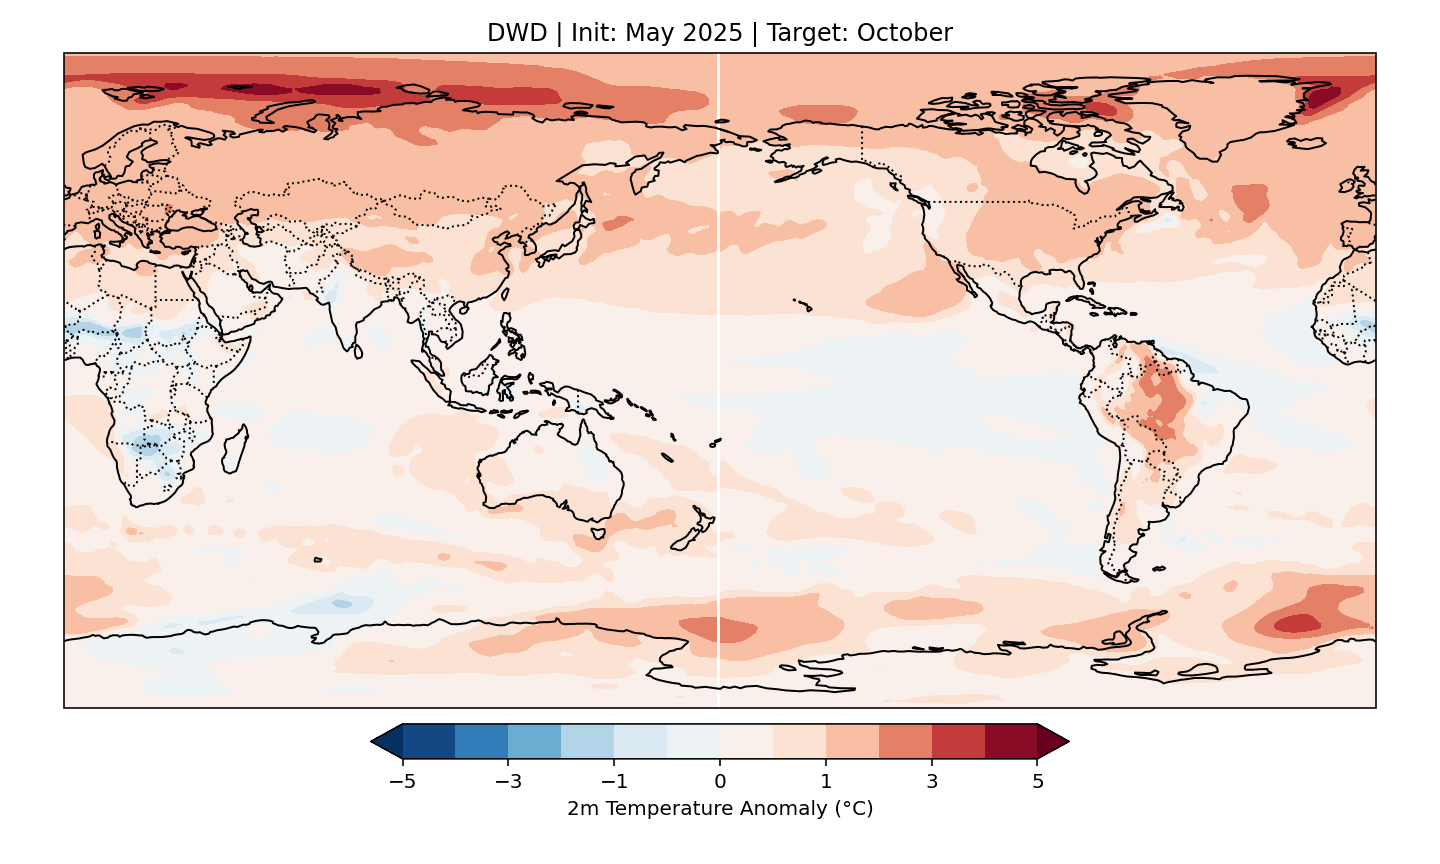 DWD | Init: May 2025 | Target: October
−5 −3 −1 0 1 3 5
2m Temperature Anomaly (°C)